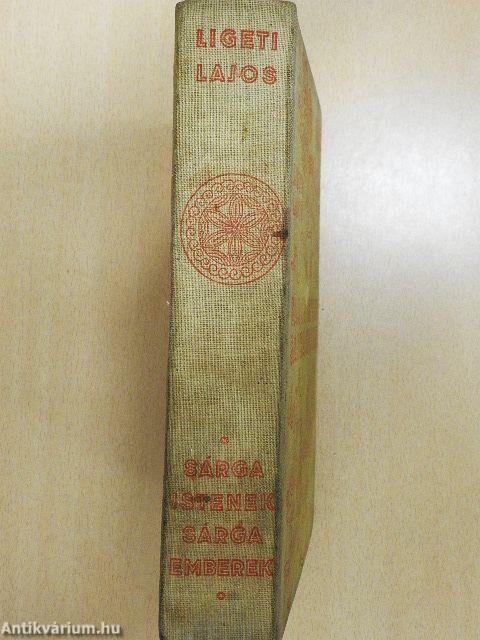 LIGETI
LAJOS
SÁRGA
ISTENEK
SÁRGA
EMBEREK
Antikvárium.hu